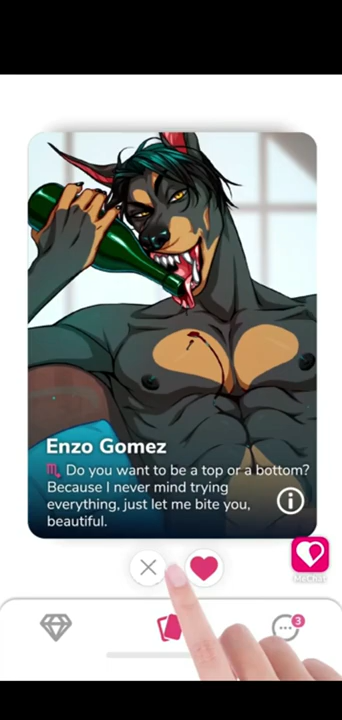 Enzo Gomez
♏ Do you want to be a top or a bottom?
Because I never mind trying
everything, just let me bite you,
beautiful.
MeChat
3